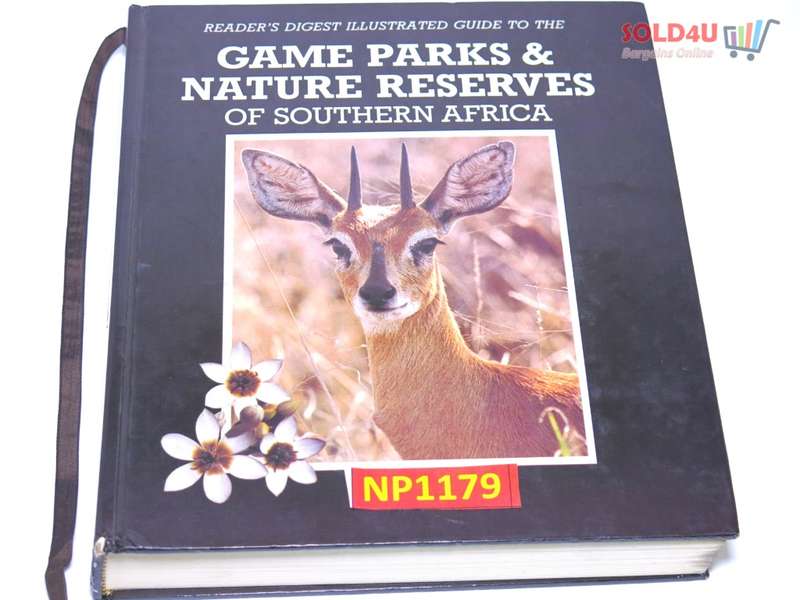 READER'S DIGEST ILLUSTRATED GUIDE TO THE
GAME PARKS &
NATURE RESERVES
OF SOUTHERN AFRICA
SOLD4U
Bargains Online
NP1179